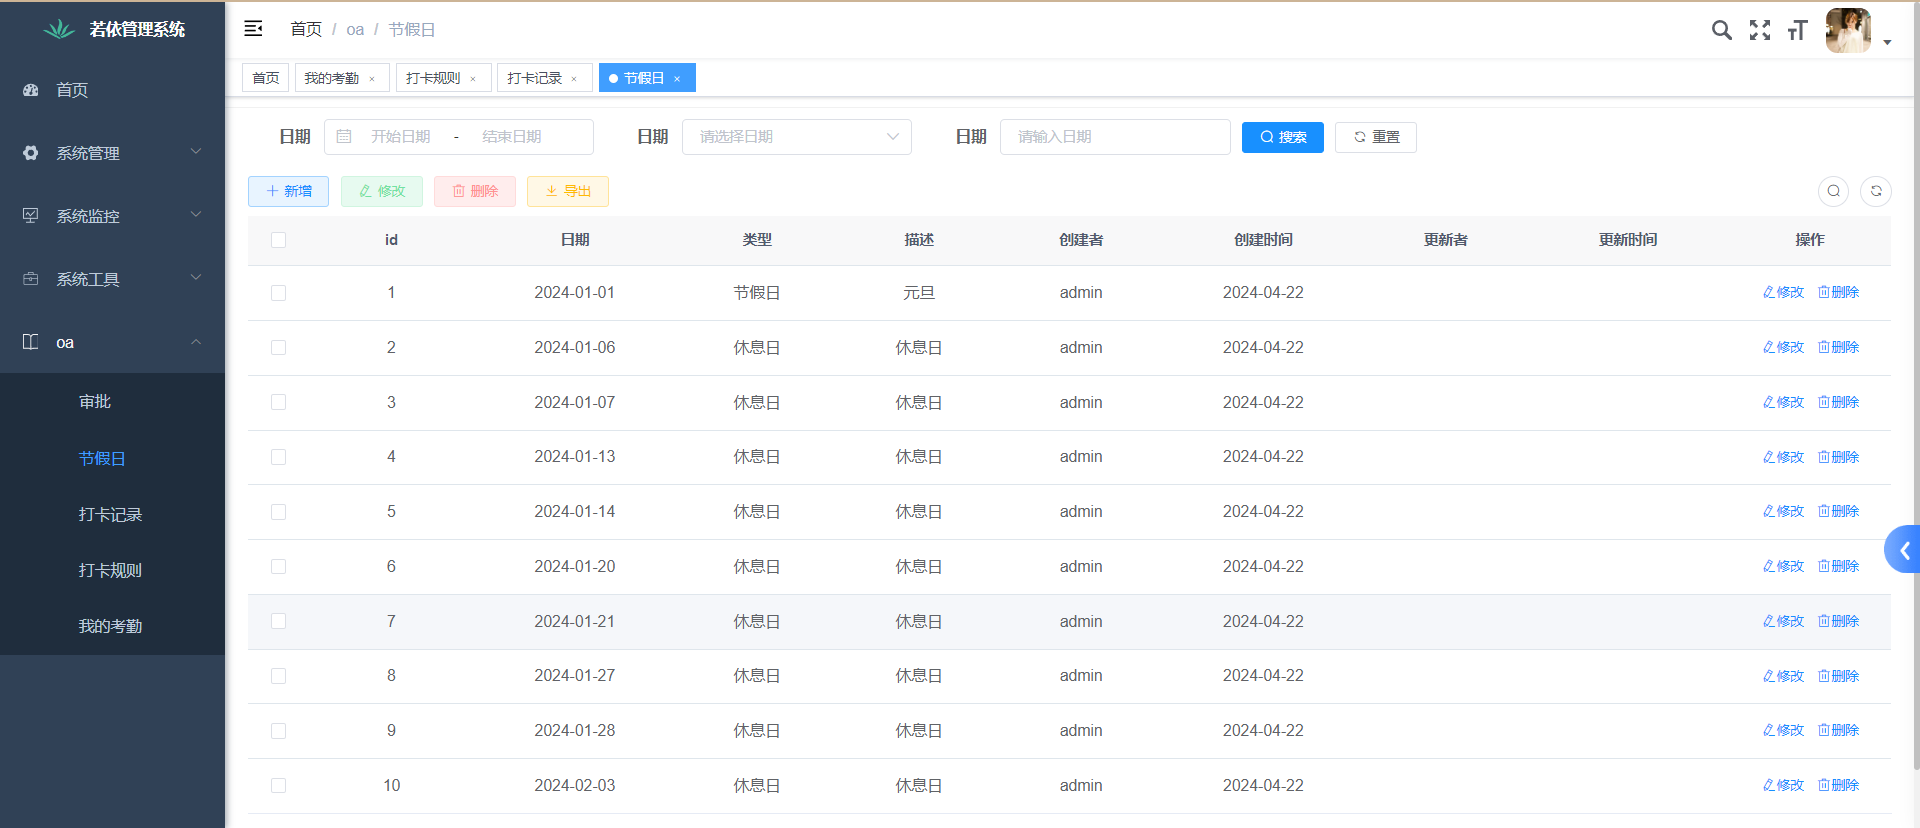 若依管理系统
首页 / oa / 节假日
首页
我的考勤 ×
打卡规则 ×
打卡记录 ×
节假日 ×
首页
系统管理
系统监控
系统工具
oa
审批
节假日
打卡记录
打卡规则
我的考勤
日期 开始日期 - 结束日期 日期 请选择日期 日期 请输入日期 搜索 重置
新增 修改 删除 导出
id 日期 类型 描述 创建者 创建时间 更新者 更新时间 操作
1 2024-01-01 节假日 元旦 admin 2024-04-22 修改 删除
2 2024-01-06 休息日 休息日 admin 2024-04-22 修改 删除
3 2024-01-07 休息日 休息日 admin 2024-04-22 修改 删除
4 2024-01-13 休息日 休息日 admin 2024-04-22 修改 删除
5 2024-01-14 休息日 休息日 admin 2024-04-22 修改 删除
6 2024-01-20 休息日 休息日 admin 2024-04-22 修改 删除
7 2024-01-21 休息日 休息日 admin 2024-04-22 修改 删除
8 2024-01-27 休息日 休息日 admin 2024-04-22 修改 删除
9 2024-01-28 休息日 休息日 admin 2024-04-22 修改 删除
10 2024-02-03 休息日 休息日 admin 2024-04-22 修改 删除